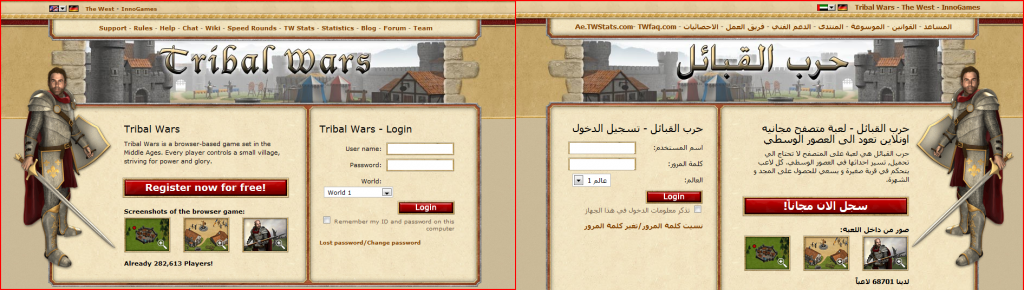 The West - InnoGames
Support - Rules - Help - Chat - Wiki - Speed Rounds - TW Stats - Statistics - Blog - Forum - Team
Tribal Wars
Tribal Wars
Tribal Wars is a browser-based game set in the
Middle Ages. Every player controls a small village,
striving for power and glory.
Register now for free!
Screenshots of the browser game:
Already 282,613 Players!
Tribal Wars - Login
User name:
Password:
World:
World 1
Login
Remember my ID and password on this
computer
Lost password/Change password
Tribal Wars - The West - InnoGames
المساعد - القوانين - الموسوعة - المنتدى - الدعم الفني - فريق العمل - الاحصائيات - Ae.TWStats.com- TWfaq.com
حرب القبائل
حرب القبائل - لعبة متصفح مجانيه
اونلاين تعود الى العصور الوسطى
حرب القبائل هي لعبة على المتصفح لا تحتاج الي
تحميل, تسير احداثها في العصور الوسطى. كل لاعب
يتحكم في قرية صغيرة و يسعى للحصول على المجد و
الشهرة.
سجل الآن مجاناً!
صور من داخل اللعبة:
لدينا 68701 لاعباً
حرب القبائل - تسجيل الدخول
اسم المستخدم:
كلمة المرور:
العالم:
عالم 1
Login
تذكر معلومات الدخول في هذا الجهاز
نسيت كلمة المرور/تغير كلمة المرور